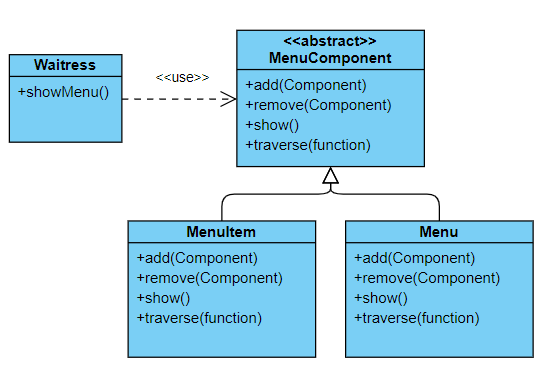 Waitress
+showMenu()
<<use>>
<<abstract>>
MenuComponent
+add(Component)
+remove(Component)
+show()
+traverse(function)
MenuItem
+add(Component)
+remove(Component)
+show()
+traverse(function)
Menu
+add(Component)
+remove(Component)
+show()
+traverse(function)